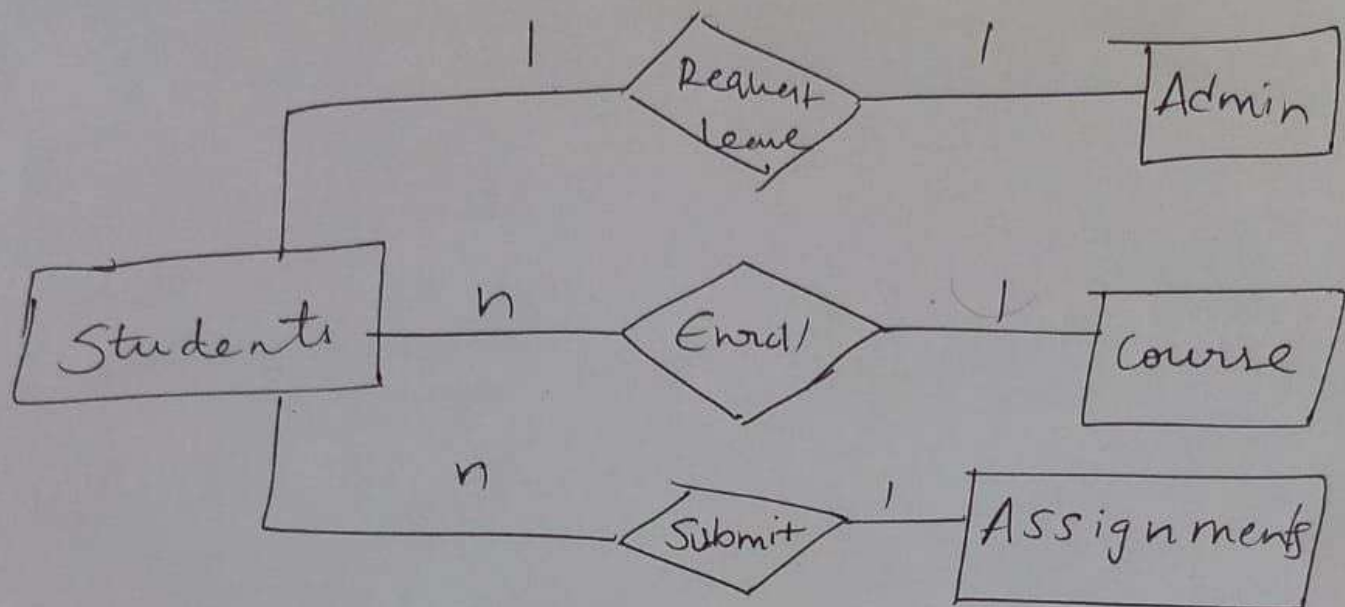 1
Request
Leave
1
Admin
Students
n
Enroll
1
Course
n
Submit
1
Assignments